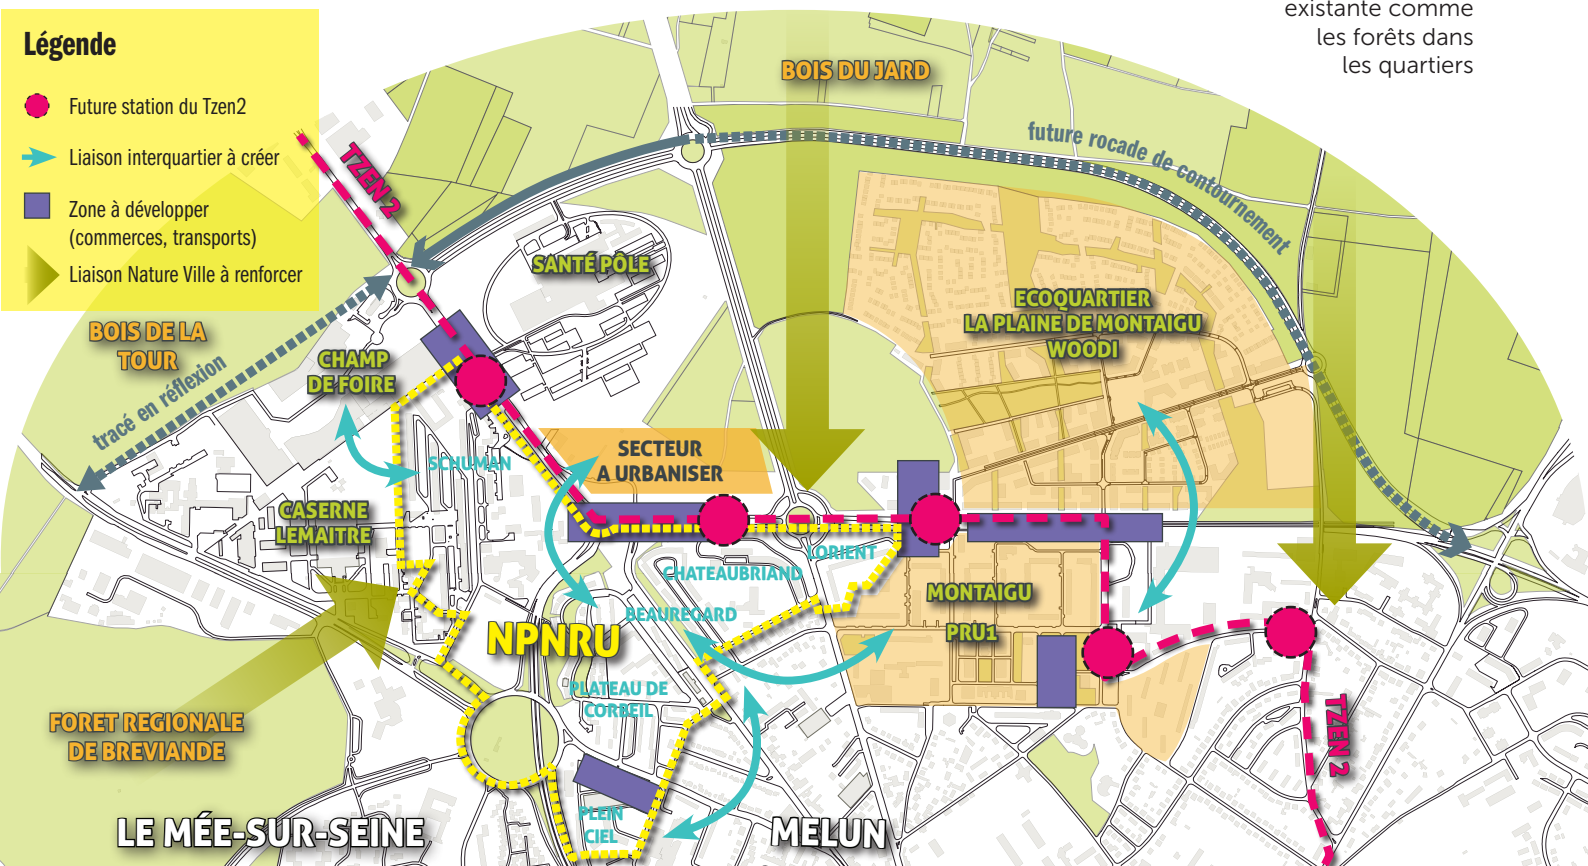 existante comme
les forêts dans
les quartiers
Légende
Future station du Tzen2
Liaison interquartier à créer
Zone à développer
(commerces, transports)
Liaison Nature Ville à renforcer
TZEN 2
BOIS DU JARD
future rocade de contournement
SANTÉ PÔLE
ECOQUARTIER
LA PLAINE DE MONTAIGU
WOODI
BOIS DE LA
TOUR
tracé en réflexion
CHAMP
DE FOIRE
SCHUMAN
SECTEUR
A URBANISER
CASERNE
LEMAITRE
LORIENT
CHATEAUBRIAND
BEAUREGARD
MONTAIGU
PRU1
NPNRU
PLATEAU DE
CORBEIL
FORET REGIONALE
DE BREVIANDE
TZEN 2
PLEIN
CIEL
LE MÉE-SUR-SEINE
MELUN